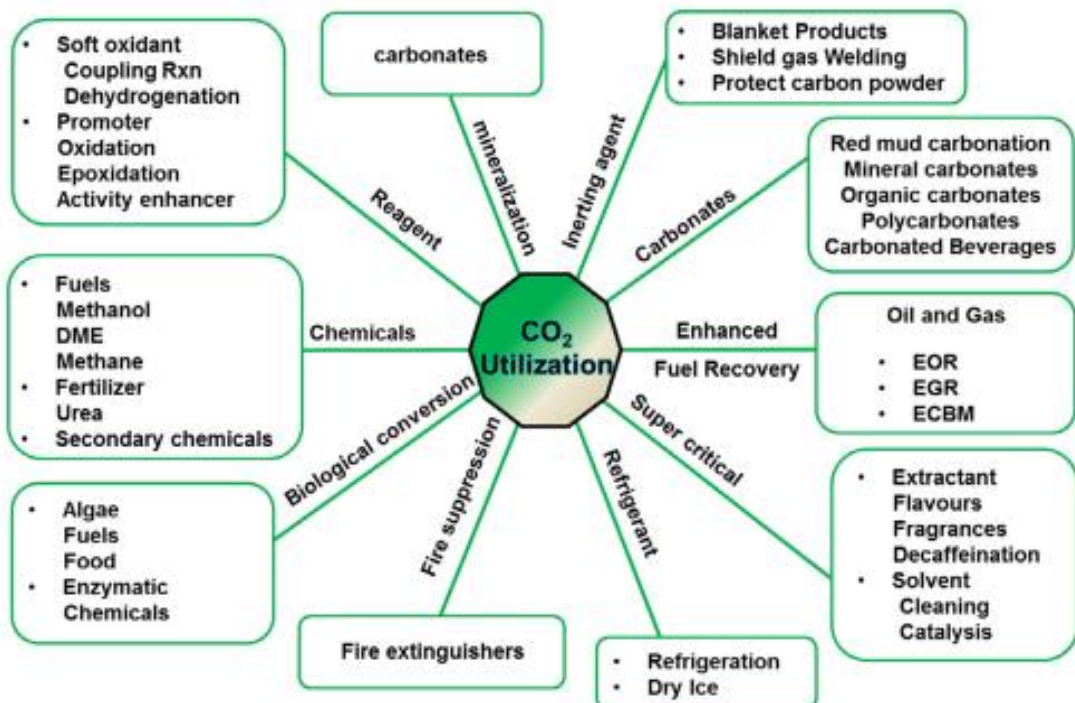 • Soft oxidant
Coupling Rxn
Dehydrogenation
• Promoter
Oxidation
Epoxidation
Activity enhancer
carbonates
• Blanket Products
• Shield gas Welding
• Protect carbon powder
Red mud carbonation
Mineral carbonates
Organic carbonates
Polycarbonates
Carbonated Beverages
Reagent
mineralization
Inerting agent
Carbonates
• Fuels
Methanol
DME
Methane
• Fertilizer
Urea
• Secondary chemicals
Chemicals
CO₂
Utilization
Enhanced
Fuel Recovery
Oil and Gas
• EOR
• EGR
• ECBM
Biological conversion
Fire suppression
Refrigerant
Super critical
• Algae
Fuels
Food
• Enzymatic
Chemicals
Fire extinguishers
• Refrigeration
• Dry Ice
• Extractant
Flavours
Fragrances
Decaffeination
• Solvent
Cleaning
Catalysis